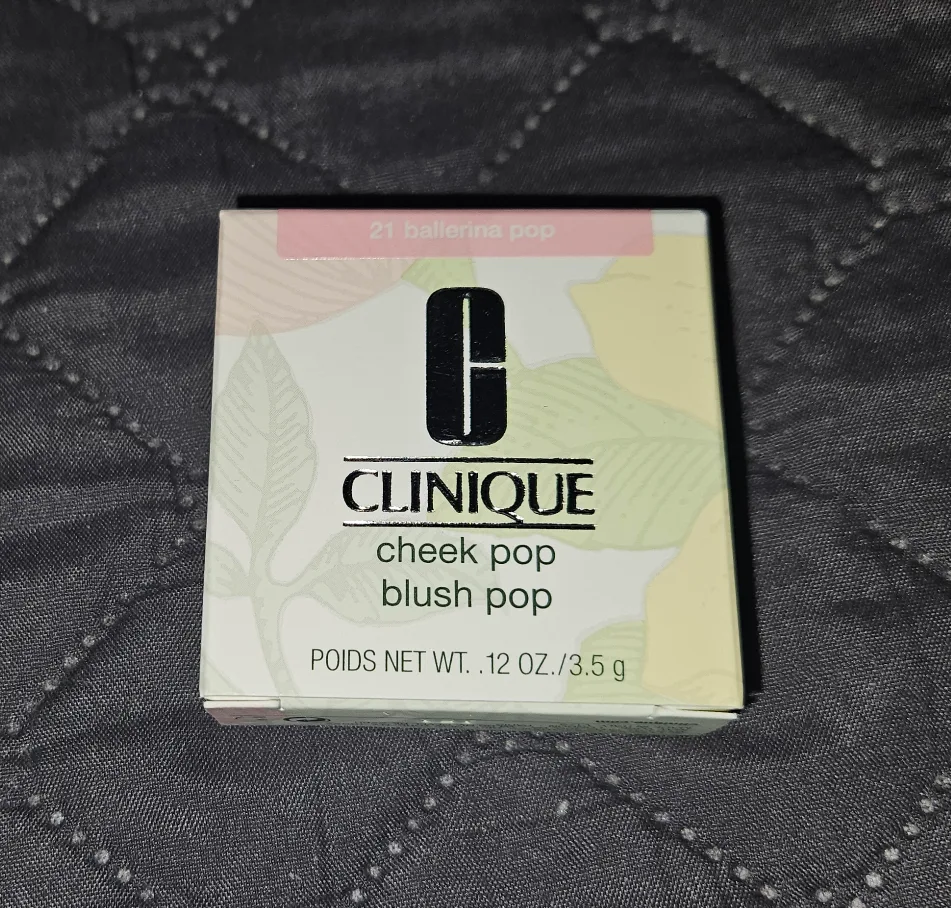 21 ballerina pop
C
CLINIQUE
cheek pop
blush pop
POIDS NET WT. .12 OZ./3.5 g